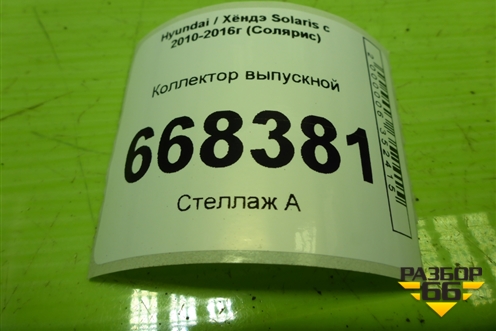 Hyundai / Хёндэ Solaris с
2010-2016г (Солярис)
Коллектор выпускной
668381
Стеллаж А
РАЗБОР
66